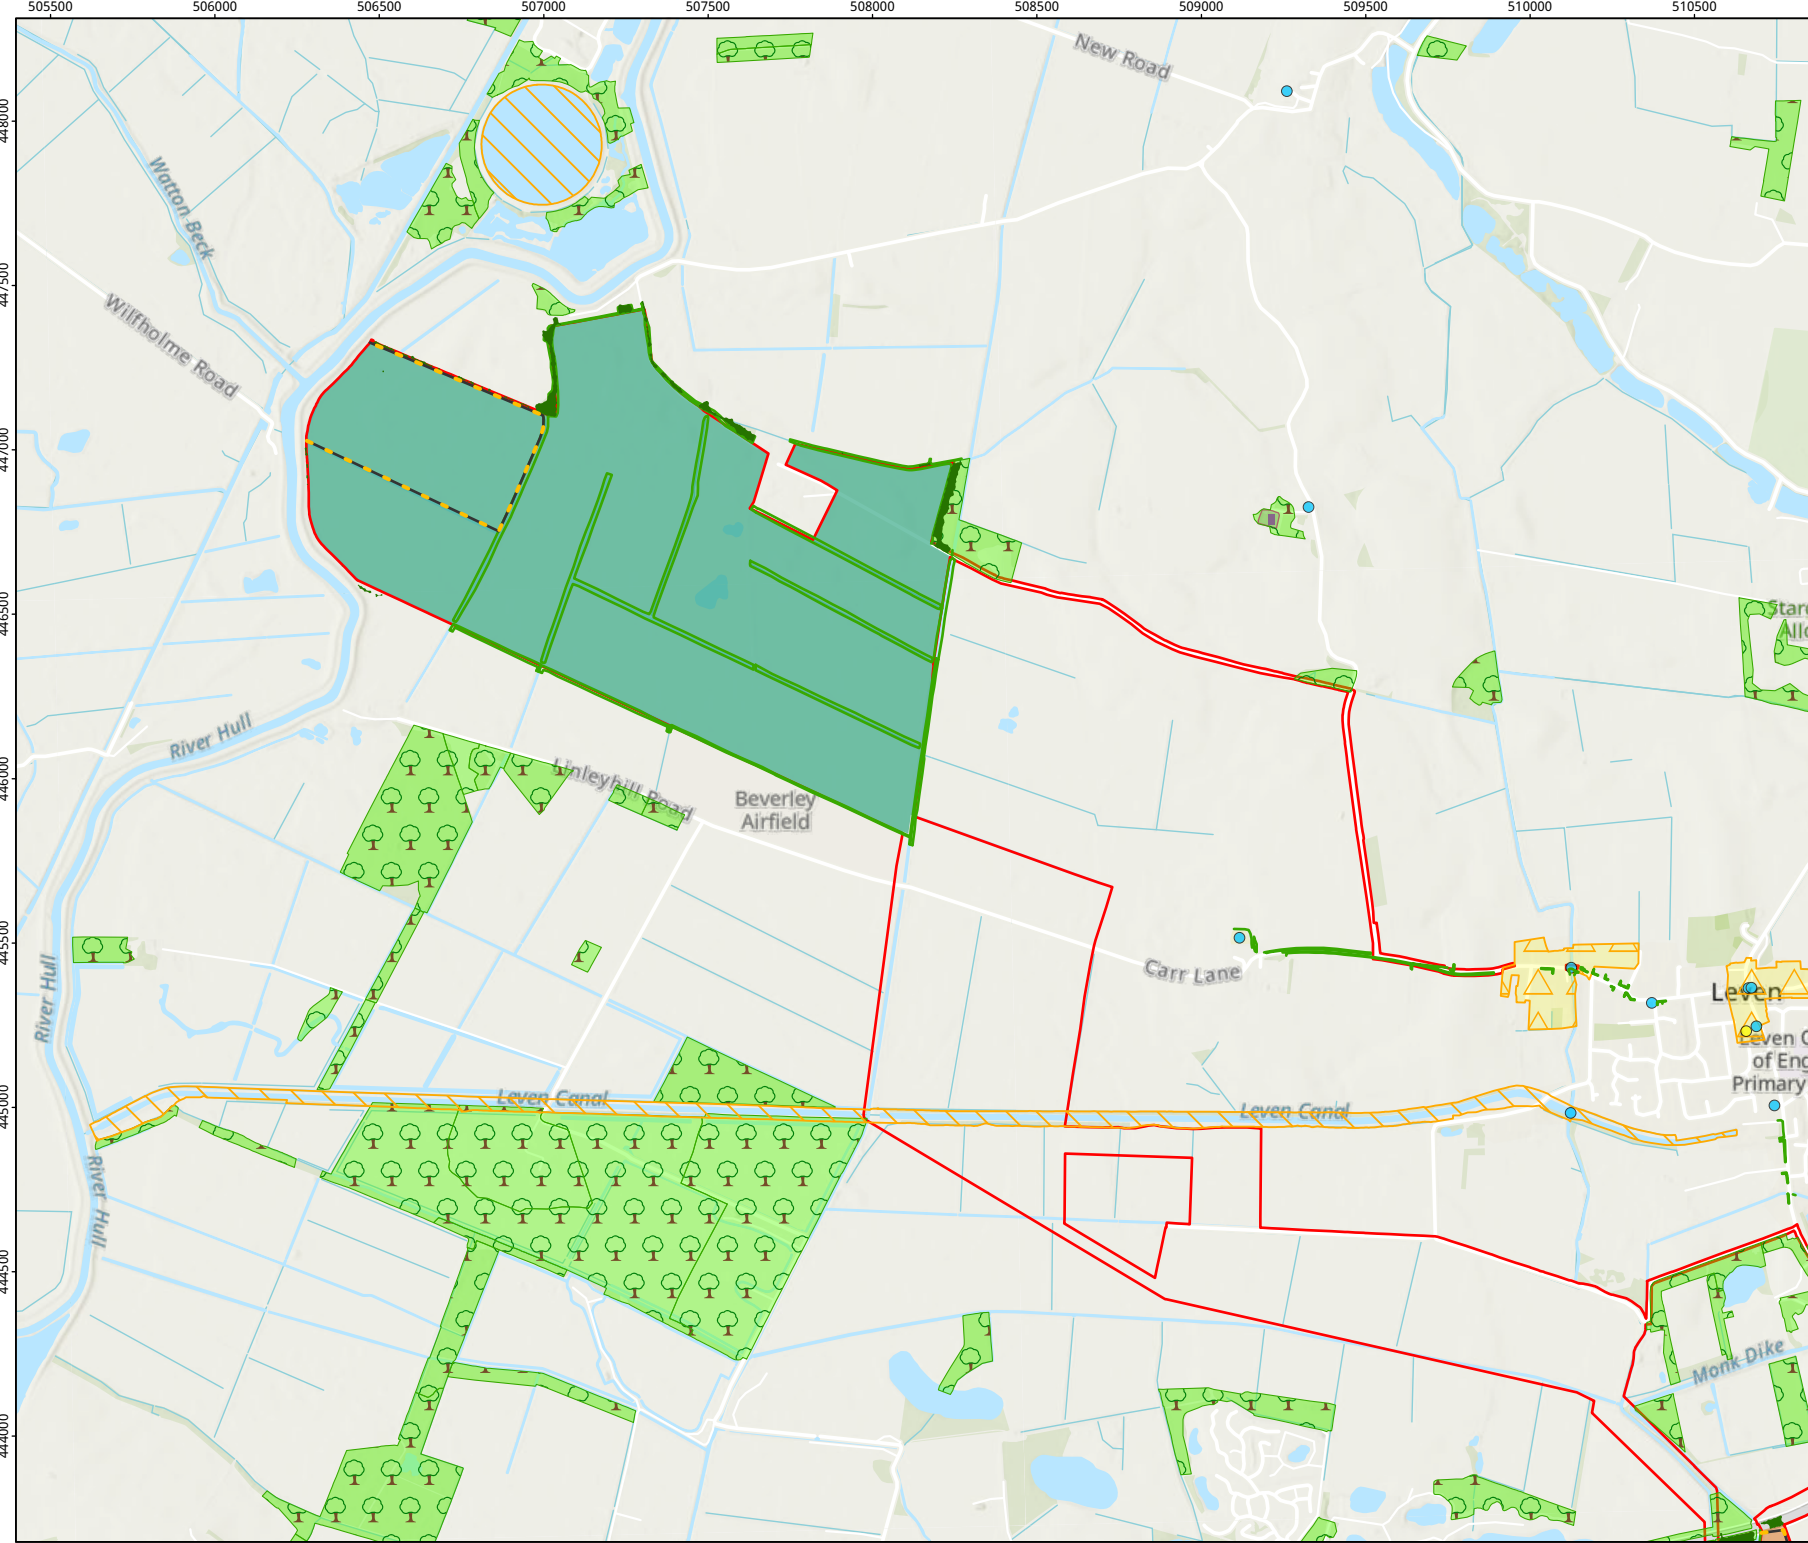 505500 506000 506500 507000 507500 508000 508500 509000 509500 510000 510500
448000
447500
447000
446500
446000
445500
445000
444500
444000
New Road
Watton Beck
Wilfholme Road
River Hull
Linleyhill Road
Beverley
Airfield
Carr Lane
River Hull
Leven
Leven C
of Eng
Primary
Leven Canal
Leven Canal
River Hull
Monk Dike